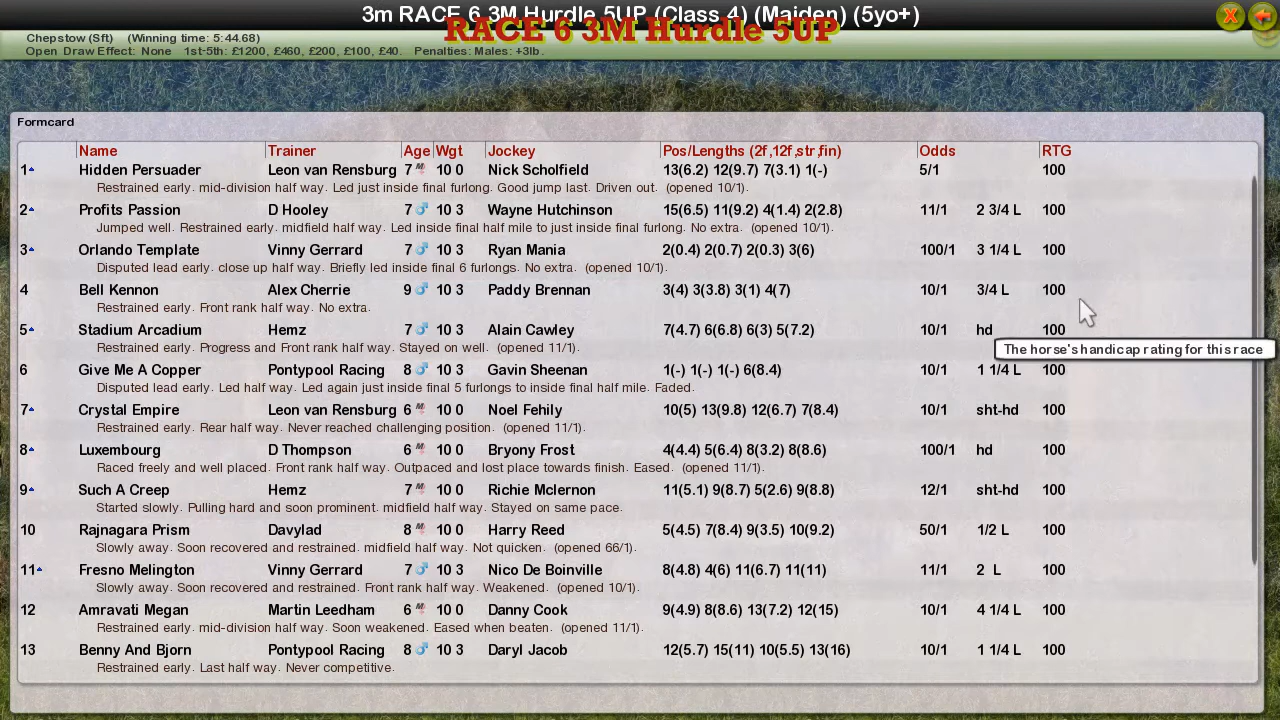 3m RACE 6 3M Hurdle 5UP (Class 4) (Maiden) (5yo+)
RACE 6 3M Hurdle 5UP
Chepstow (Sft) (Winning time: 5:44.68)
Open Draw Effect: None 1st-5th: £1200, £460, £200, £100, £40. Penalties: Males: +3lb.
Formcard
Name Trainer Age Wgt Jockey Pos/Lengths (2f,12f,str,fin) Odds RTG
1 Hidden Persuader Leon van Rensburg 7 10 0 Nick Scholfield 13(6.2) 12(9.7) 7(3.1) 1(-) 5/1 100
Restrained early. mid-division half way. Led just inside final furlong. Good jump last. Driven out. (opened 10/1).
2 Profits Passion D Hooley 7 10 3 Wayne Hutchinson 15(6.5) 11(9.2) 4(1.4) 2(2.8) 11/1 2 3/4 L 100
Jumped well. Restrained early. midfield half way. Led inside final half mile to just inside final furlong. No extra. (opened 10/1).
3 Orlando Template Vinny Gerrard 7 10 3 Ryan Mania 2(0.4) 2(0.7) 2(0.3) 3(6) 100/1 3 1/4 L 100
Disputed lead early. close up half way. Briefly led inside final 6 furlongs. No extra. (opened 10/1).
4 Bell Kennon Alex Cherrie 9 10 3 Paddy Brennan 3(4) 3(3.8) 3(1) 4(7) 10/1 3/4 L 100
Restrained early. Front rank half way. No extra.
5 Stadium Arcadium Hemz 7 10 3 Alain Cawley 7(4.7) 6(6.8) 6(3) 5(7.2) 10/1 hd 100
Restrained early. Progress and Front rank half way. Stayed on well. (opened 11/1).
The horse's handicap rating for this race
6 Give Me A Copper Pontypool Racing 8 10 3 Gavin Sheenan 1(-) 1(-) 1(-) 6(8.4) 10/1 1 1/4 L 100
Disputed lead early. Led half way. Led again just inside final 5 furlongs to inside final half mile. Faded.
7 Crystal Empire Leon van Rensburg 6 10 0 Noel Fehily 10(5) 13(9.8) 12(6.7) 7(8.4) 10/1 sht-hd 100
Restrained early. Rear half way. Never reached challenging position. (opened 11/1).
8 Luxembourg D Thompson 6 10 0 Bryony Frost 4(4.4) 5(6.4) 8(3.2) 8(8.6) 100/1 hd 100
Raced freely and well placed. Front rank half way. Outpaced and lost place towards finish. Eased. (opened 11/1).
9 Such A Creep Hemz 7 10 0 Richie Mclernon 11(5.1) 9(8.7) 5(2.6) 9(8.8) 12/1 sht-hd 100
Started slowly. Pulling hard and soon prominent. midfield half way. Stayed on same pace.
10 Rajnagara Prism Davylad 8 10 0 Harry Reed 5(4.5) 7(8.4) 9(3.5) 10(9.2) 50/1 1/2 L 100
Slowly away. Soon recovered and restrained. midfield half way. Not quicken. (opened 66/1).
11 Fresno Melington Vinny Gerrard 7 10 3 Nico De Boinville 8(4.8) 4(6) 11(6.7) 11(11) 11/1 2 L 100
Slowly away. Soon recovered and restrained. Front rank half way. Weakened. (opened 10/1).
12 Amravati Megan Martin Leedham 6 10 0 Danny Cook 9(4.9) 8(8.6) 13(7.2) 12(15) 10/1 4 1/4 L 100
Restrained early. mid-division half way. Soon weakened. Eased when beaten. (opened 11/1).
13 Benny And Bjorn Pontypool Racing 8 10 3 Daryl Jacob 12(5.7) 15(11) 10(5.5) 13(16) 10/1 1 1/4 L 100
Restrained early. Last half way. Never competitive.